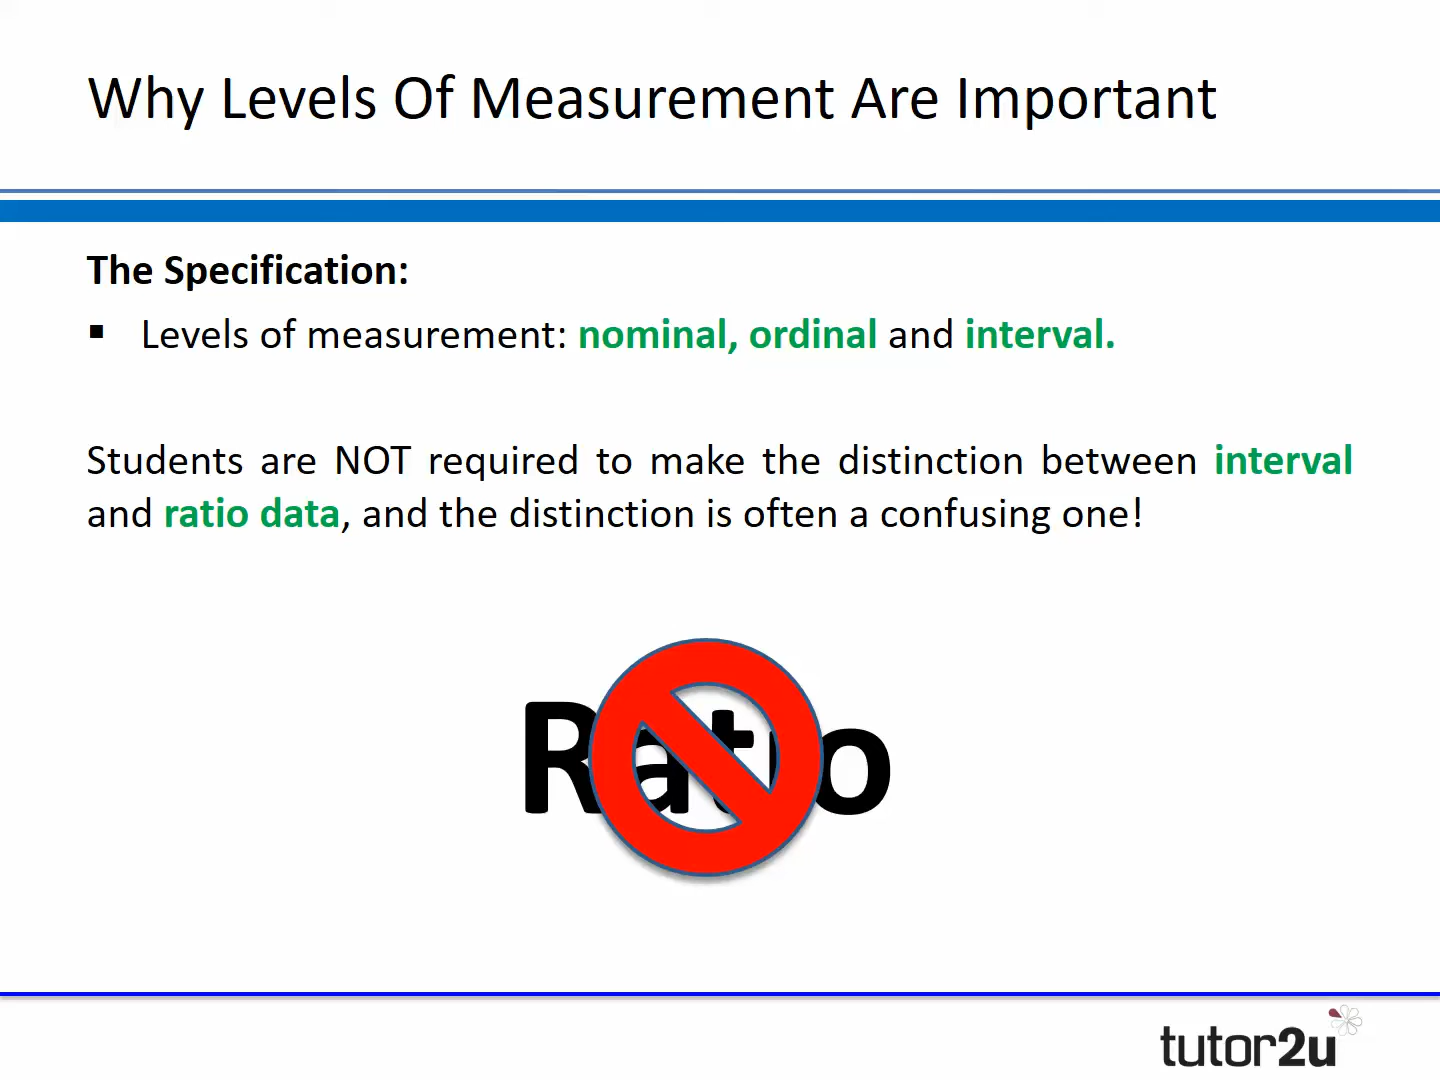 Why Levels Of Measurement Are Important
The Specification:
▪ Levels of measurement: nominal, ordinal and interval.
Students are NOT required to make the distinction between interval
and ratio data, and the distinction is often a confusing one!
Ratio
tutor2u